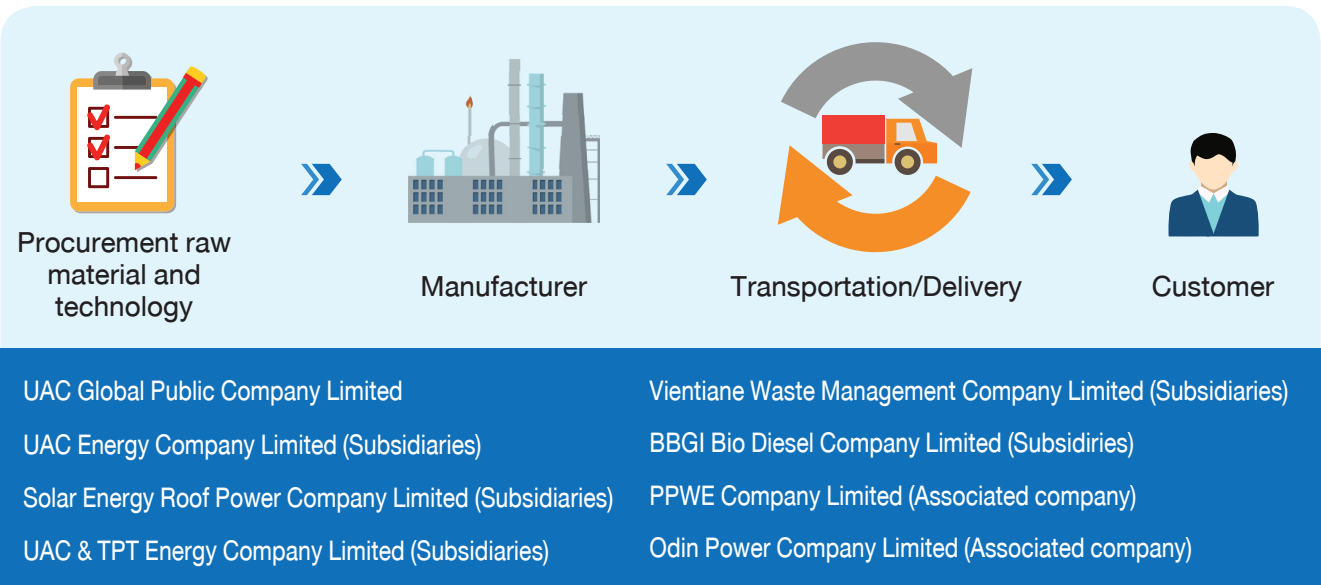 Procurement raw
material and
technology
Manufacturer
Transportation/Delivery
Customer
UAC Global Public Company Limited
UAC Energy Company Limited (Subsidiaries)
Solar Energy Roof Power Company Limited (Subsidiaries)
UAC & TPT Energy Company Limited (Subsidiaries)
Vientiane Waste Management Company Limited (Subsidiaries)
BBGI Bio Diesel Company Limited (Subsidiries)
PPWE Company Limited (Associated company)
Odin Power Company Limited (Associated company)